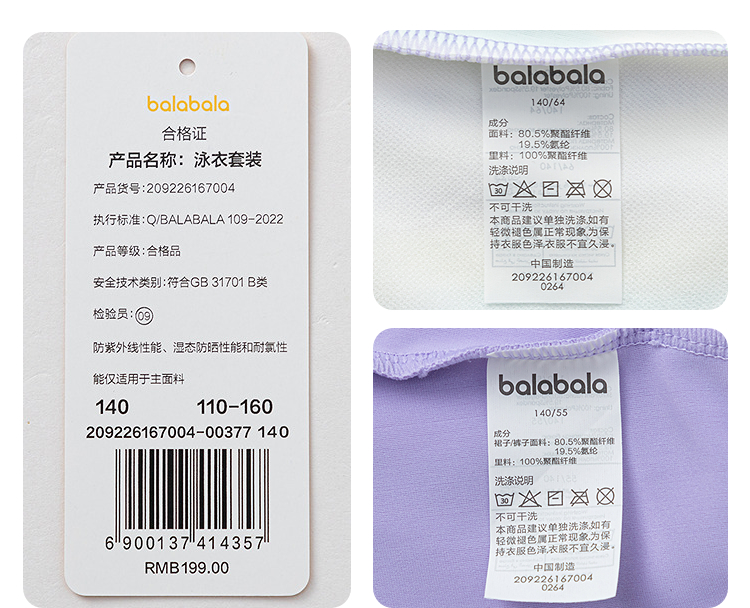 balabala
合格证
产品名称：泳衣套装
产品货号：209226167004
执行标准：Q/BALABALA 109-2022
产品等级：合格品
安全技术类别：符合GB 31701 B类
检验员：09
防紫外线性能、湿态防晒性能和耐氯性
能仅适用于主面料
140 110-160
209226167004-00377 140
6 900137 414357
RMB199.00
balabala
140/64
成分
面料：80.5%聚酯纤维
19.5%氨纶
里料：100%聚酯纤维
洗涤说明
30
不可干洗
本商品建议单独洗涤,如有
轻微褪色属正常现象,为保
持衣服色泽,衣服不宜久浸。
中国制造
209226167004
0264
balabala
140/55
成分
裙子/裤子面料：80.5%聚酯纤维
19.5%氨纶
里料：100%聚酯纤维
洗涤说明
30
不可干洗
本商品建议单独洗涤,如有
轻微褪色属正常现象,为保
持衣服色泽,衣服不宜久浸。
中国制造
209226167004
0264